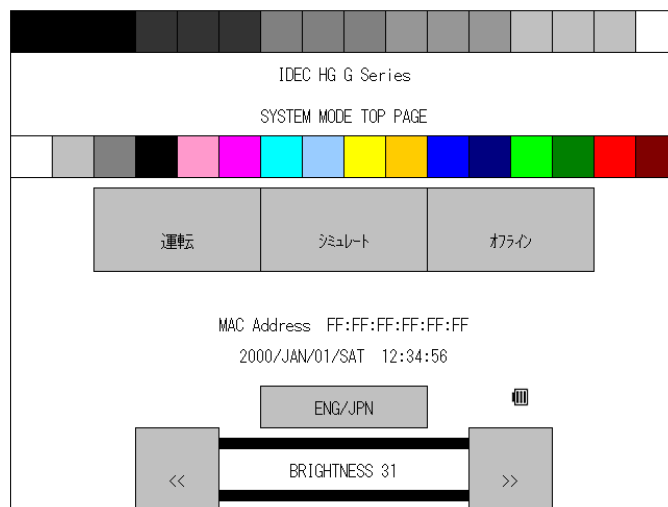 IDEC HG G Series
SYSTEM MODE TOP PAGE
運転 ｼﾐｭﾚｰﾄ ｵﾌﾗｲﾝ
MAC Address FF:FF:FF:FF:FF:FF
2000/JAN/01/SAT 12:34:56
ENG/JPN
<< BRIGHTNESS 31 >>